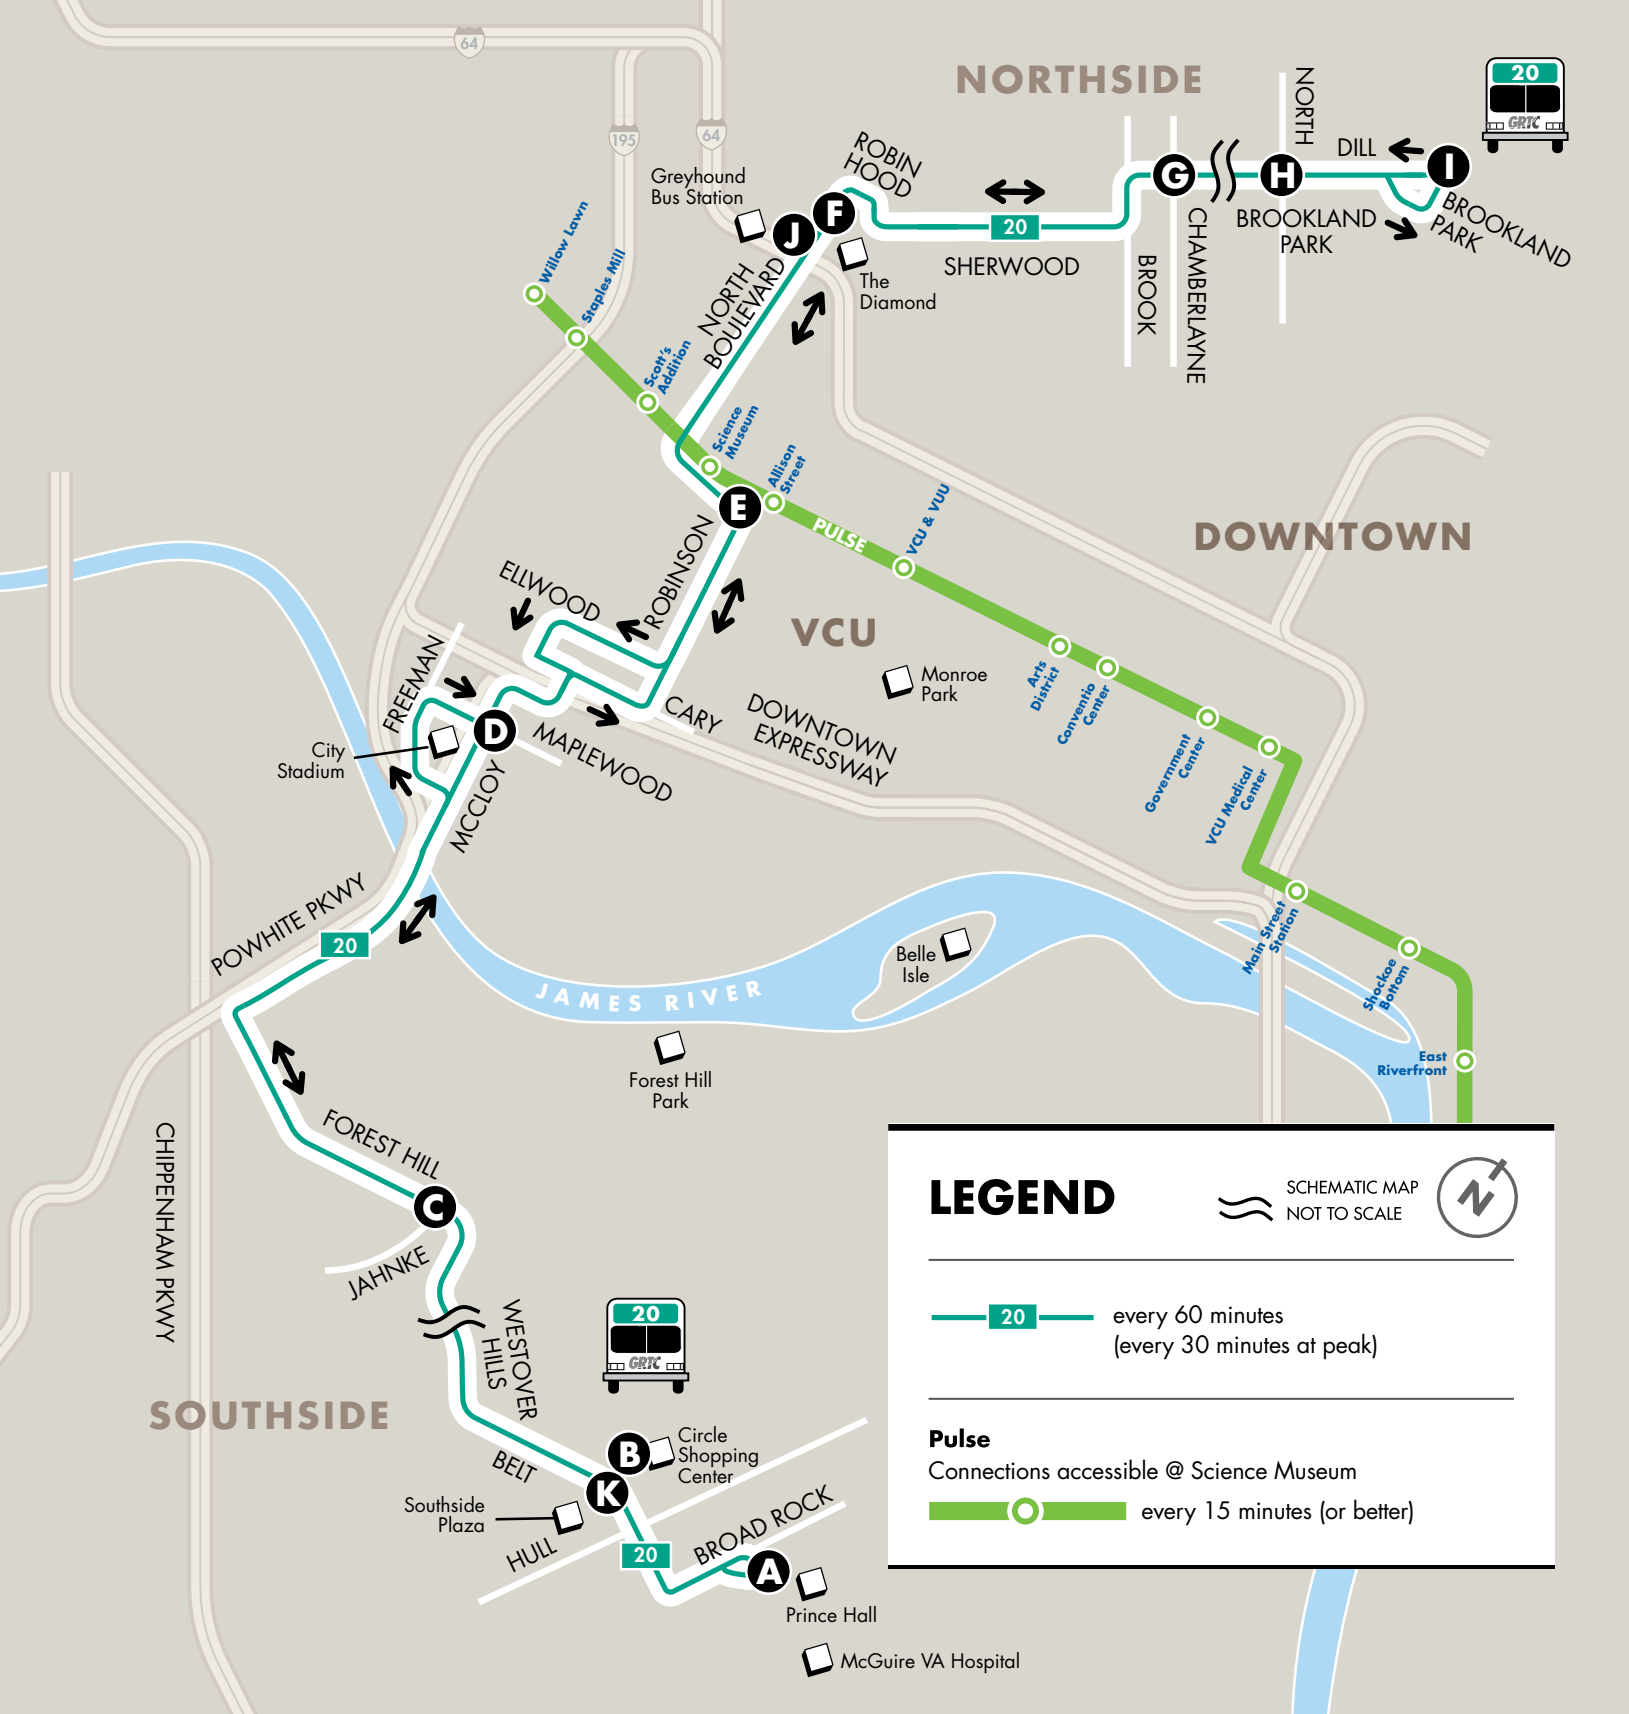 64
195
64
NORTHSIDE
NORTH
20
GRTC
ROBIN
HOOD
DILL
I
G
H
Greyhound
Bus Station
F
J
20
BROOKLAND
PARK
BROOKLAND
PARK
SHERWOOD
BROOK
CHAMBERLAYNE
The
Diamond
NORTH
BOULEVARD
Willow Lawn
Staples Mill
Scott's
Addition
Science
Museum
Allison
Street
E
PULSE
VCU & VUU
DOWNTOWN
ELLWOOD
ROBINSON
VCU
Monroe
Park
Arts
District
Conventio
Center
Government
Center
VCU Medical
Center
FREEMAN
D
CARY
DOWNTOWN
EXPRESSWAY
MAPLEWOOD
City
Stadium
MCCLOY
POWHITE PKWY
20
Belle
Isle
Main Street
Station
Shockoe
Bottom
JAMES RIVER
East
Riverfront
Forest Hill
Park
CHIPPENHAM PKWY
FOREST HILL
C
JAHNKE
WESTOVER
HILLS
20
GRTC
SOUTHSIDE
BELT
B
Circle
Shopping
Center
K
Southside
Plaza
HULL
20
BROAD ROCK
A
Prince Hall
McGuire VA Hospital
LEGEND
SCHEMATIC MAP
NOT TO SCALE
N
20
every 60 minutes
(every 30 minutes at peak)
Pulse
Connections accessible @ Science Museum
every 15 minutes (or better)